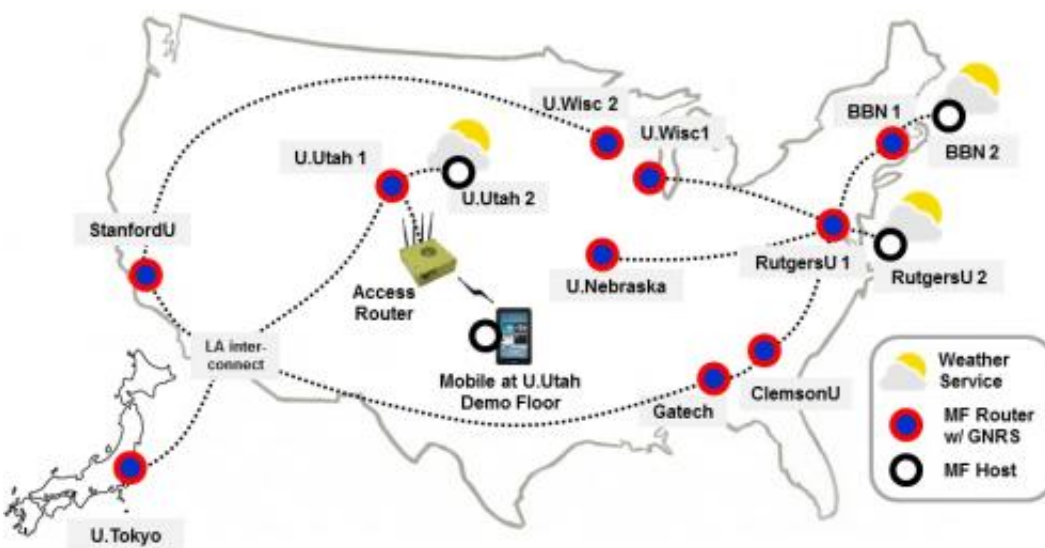 U.Wisc 2
U.Wisc1
BBN 1
BBN 2
U.Utah 1
U.Utah 2
StanfordU
Access
Router
U.Nebraska
RutgersU 1
RutgersU 2
LA inter-
connect
Mobile at U.Utah
Demo Floor
Gatech
ClemsonU
U.Tokyo
Weather
Service
MF Router
w/ GNRS
MF Host